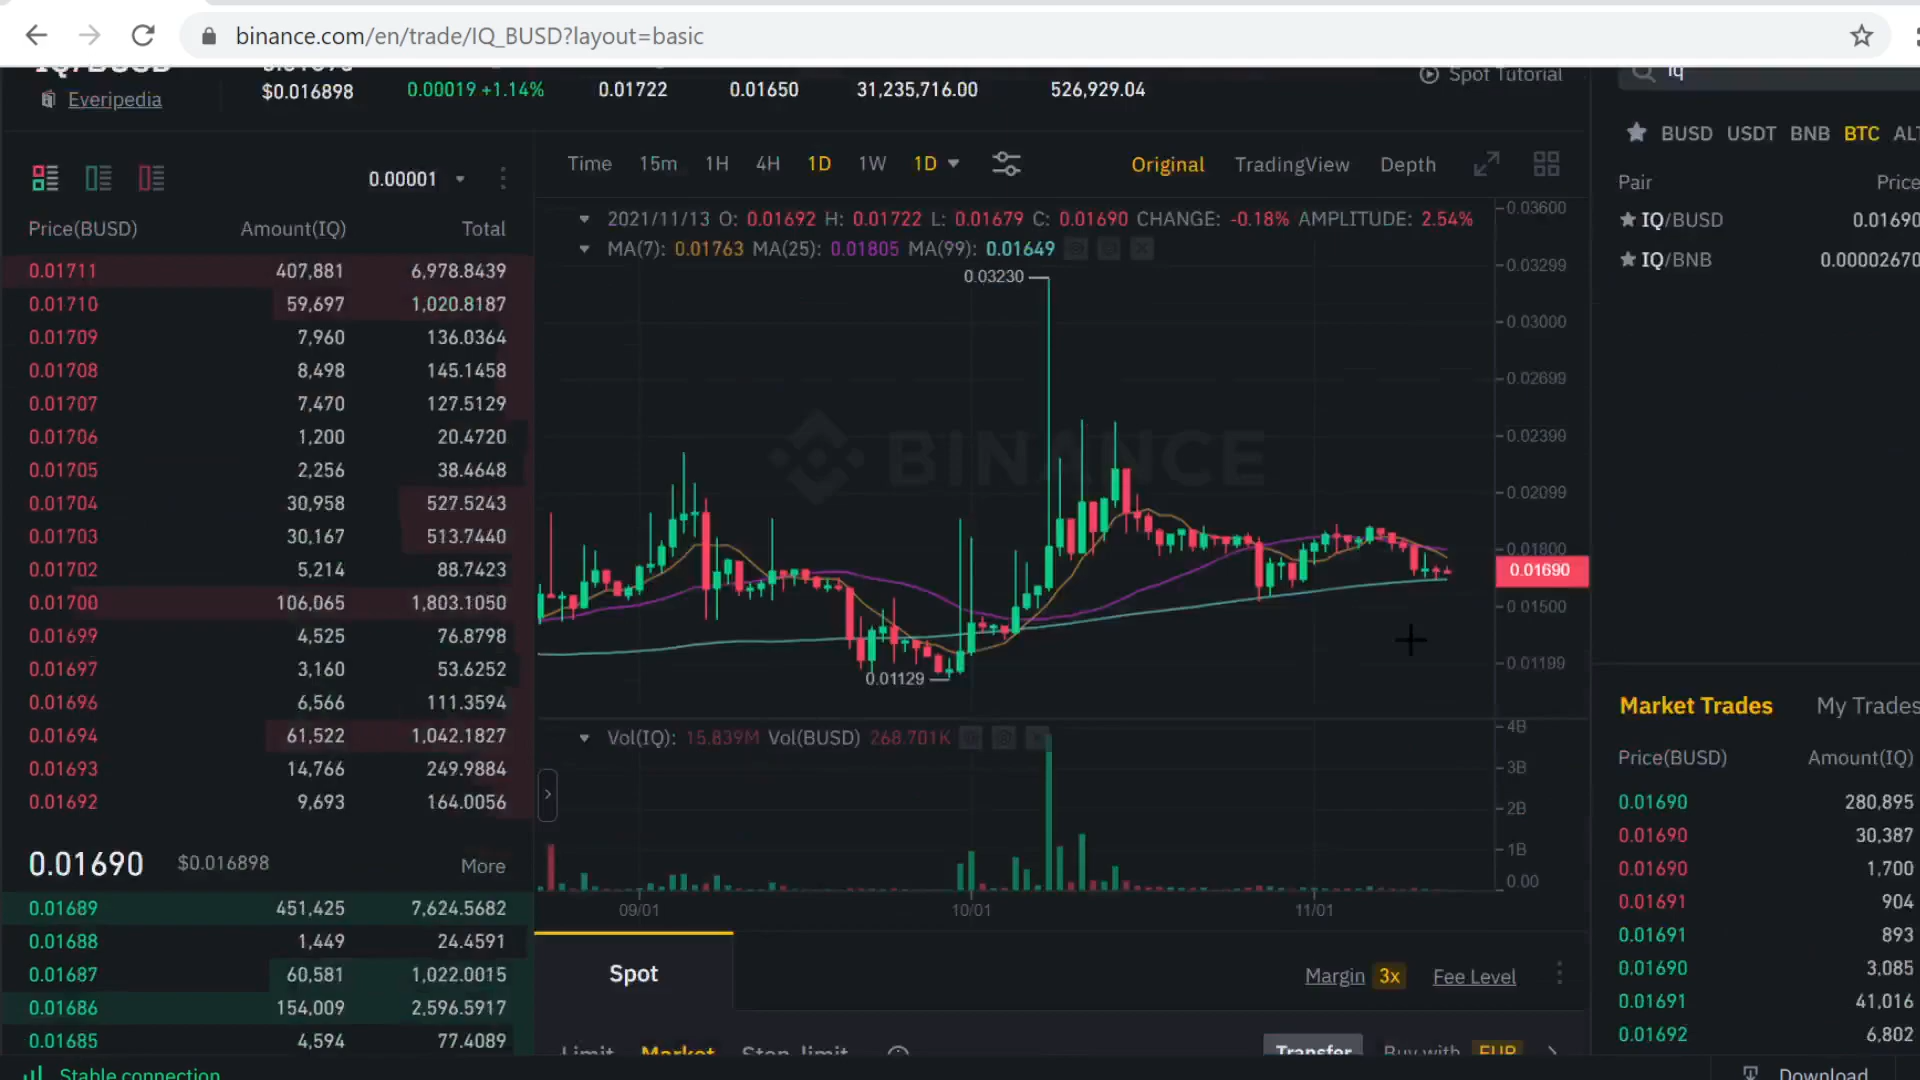 binance.com/en/trade/IQ_BUSD?layout=basic
IQ/BUSD
Everipedia
$0.016898
0.00019 +1.14%
0.01722
0.01650
31,235,716.00
526,929.04
Spot Tutorial
iq
0.00001
Price(BUSD) Amount(IQ) Total
0.01711 407,881 6,978.8439
0.01710 59,697 1,020.8187
0.01709 7,960 136.0364
0.01708 8,498 145.1458
0.01707 7,470 127.5129
0.01706 1,200 20.4720
0.01705 2,256 38.4648
0.01704 30,958 527.5243
0.01703 30,167 513.7440
0.01702 5,214 88.7423
0.01700 106,065 1,803.1050
0.01699 4,525 76.8798
0.01697 3,160 53.6252
0.01696 6,566 111.3594
0.01694 61,522 1,042.1827
0.01693 14,766 249.9884
0.01692 9,693 164.0056
0.01690 $0.016898 More
0.01689 451,425 7,624.5682
0.01688 1,449 24.4591
0.01687 60,581 1,022.0015
0.01686 154,009 2,596.5917
0.01685 4,594 77.4089
Time 15m 1H 4H 1D 1W 1D
Original TradingView Depth
2021/11/13 O: 0.01692 H: 0.01722 L: 0.01679 C: 0.01690 CHANGE: -0.18% AMPLITUDE: 2.54%
MA(7): 0.01763 MA(25): 0.01805 MA(99): 0.01649
0.03230
BINANCE
0.01129
0.03600
0.03299
0.03000
0.02699
0.02399
0.02099
0.01800
0.01690
0.01500
0.01199
Vol(IQ): 15.839M Vol(BUSD) 268.701K
4B
3B
2B
1B
0.00
09/01 10/01 11/01
Spot
Margin 3x Fee Level
Limit Market Stop-limit
Transfer Buy with EUR
BUSD USDT BNB BTC
Pair Price
IQ/BUSD 0.01690
IQ/BNB 0.00002670
Market Trades My Trades
Price(BUSD) Amount(IQ)
0.01690 280,895
0.01690 30,387
0.01690 1,700
0.01691 904
0.01691 893
0.01690 3,085
0.01691 41,016
0.01692 6,802
Stable connection
Download